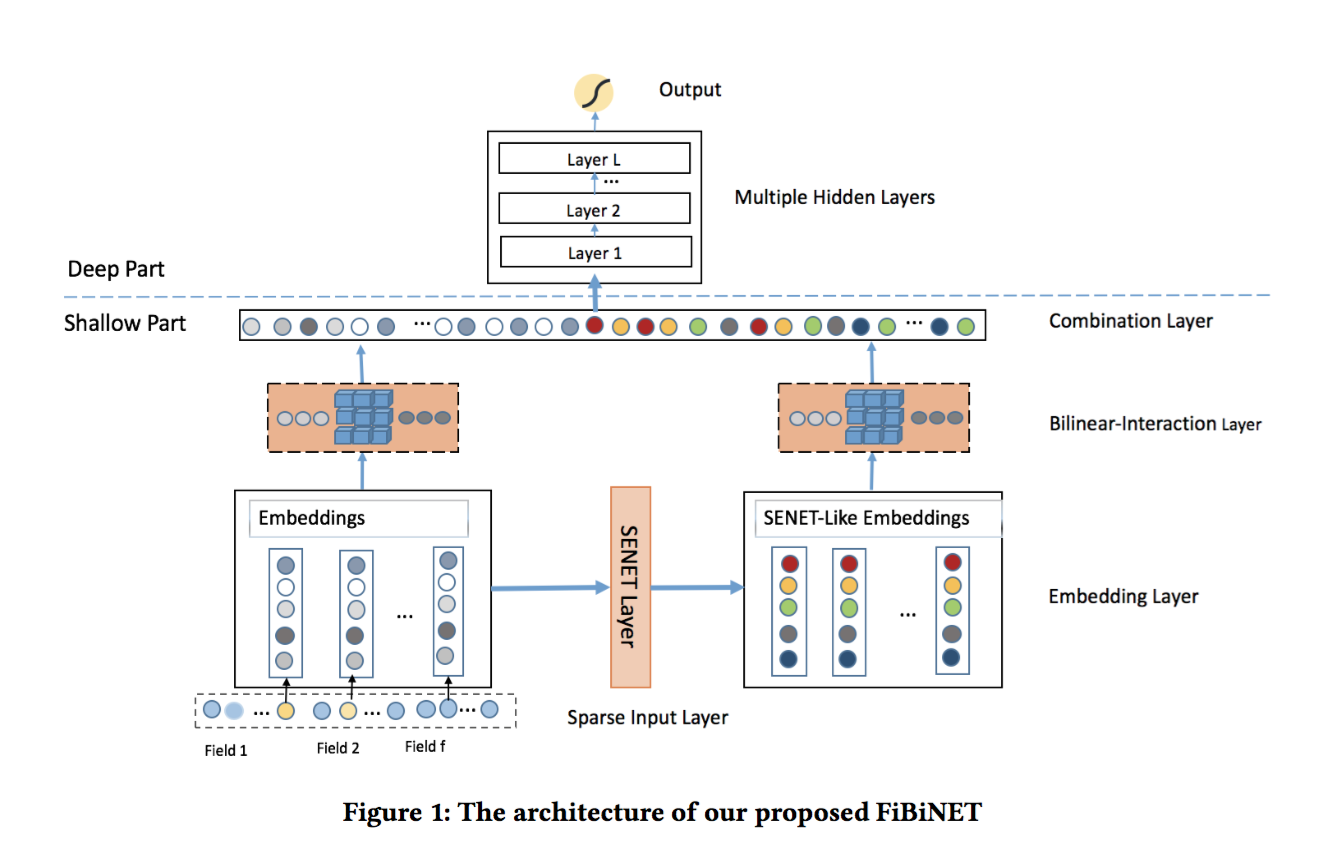 Output
Layer L
...
Layer 2
Multiple Hidden Layers
Layer 1
Deep Part
Shallow Part
... ...
Combination Layer
Bilinear-Interaction Layer
Embeddings
SENET Layer
SENET-Like Embeddings
... ...
Embedding Layer
... ... ...
Sparse Input Layer
Field 1 Field 2 Field f
Figure 1: The architecture of our proposed FiBiNET